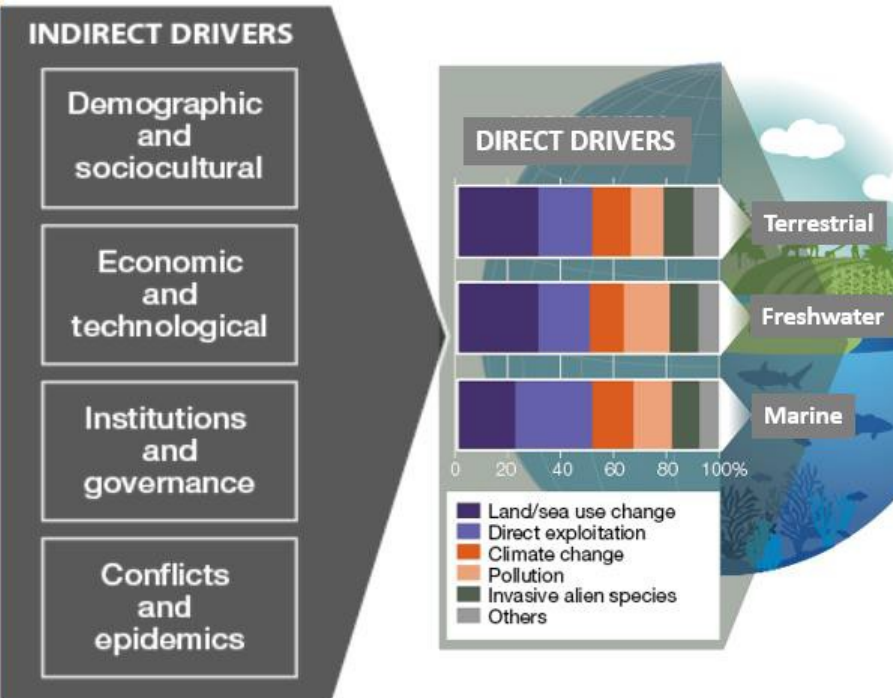 INDIRECT DRIVERS
Demographic
and
sociocultural
Economic
and
technological
Institutions
and
governance
Conflicts
and
epidemics
DIRECT DRIVERS
Terrestrial
Freshwater
Marine
0 20 40 60 80 100%
Land/sea use change
Direct exploitation
Climate change
Pollution
Invasive alien species
Others